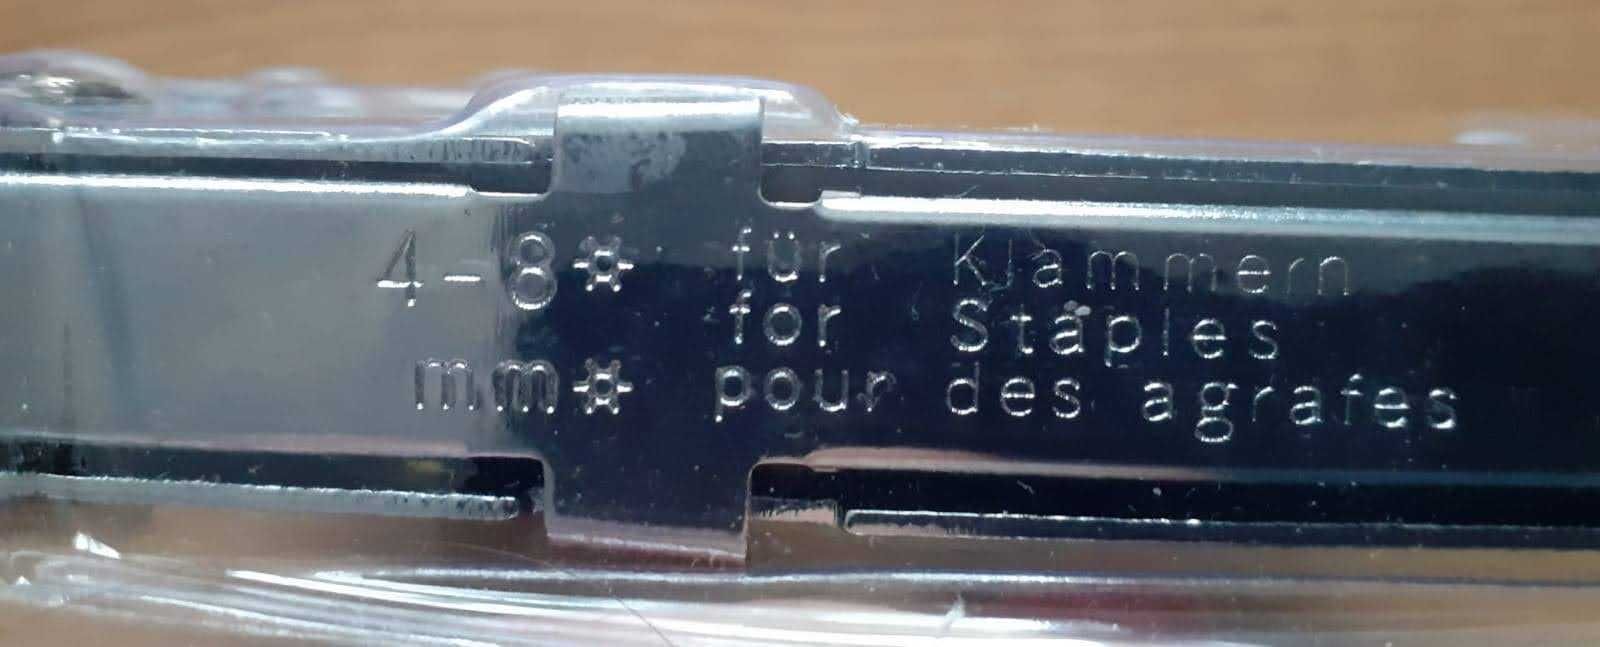 4-8☼ für Klammern
for Staples
mm☼ pour des agrafes